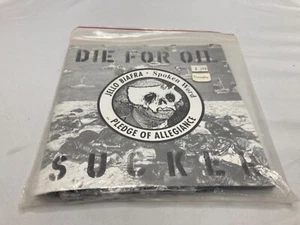 DIE FOR OIL
JELLO BIAFRA • Spoken Word
PLEDGE OF ALLEGIANCE
SUCKER